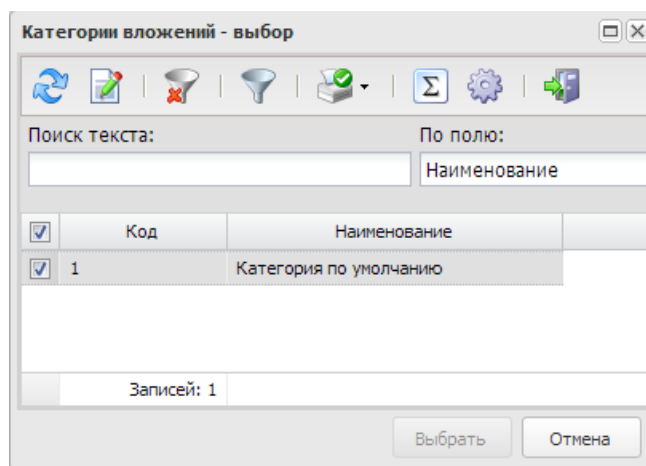 Категории вложений - выбор
Σ
Поиск текста: По полю:
Наименование
Код Наименование
1 Категория по умолчанию
Записей: 1
Выбрать Отмена